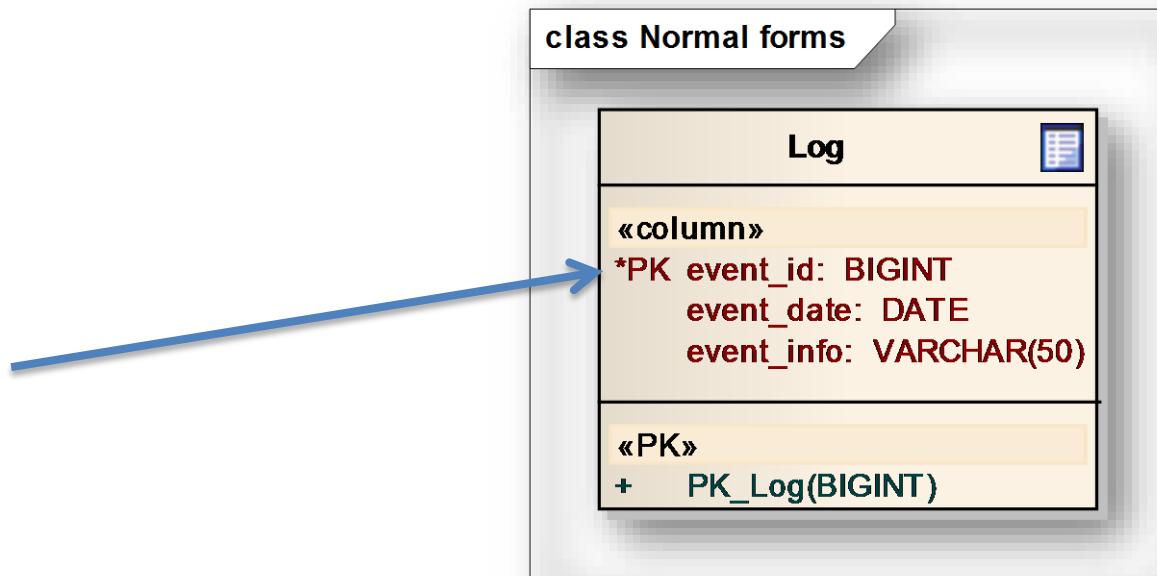 class Normal forms
Log
«column»
*PK event_id: BIGINT
event_date: DATE
event_info: VARCHAR(50)
«PK»
+ PK_Log(BIGINT)